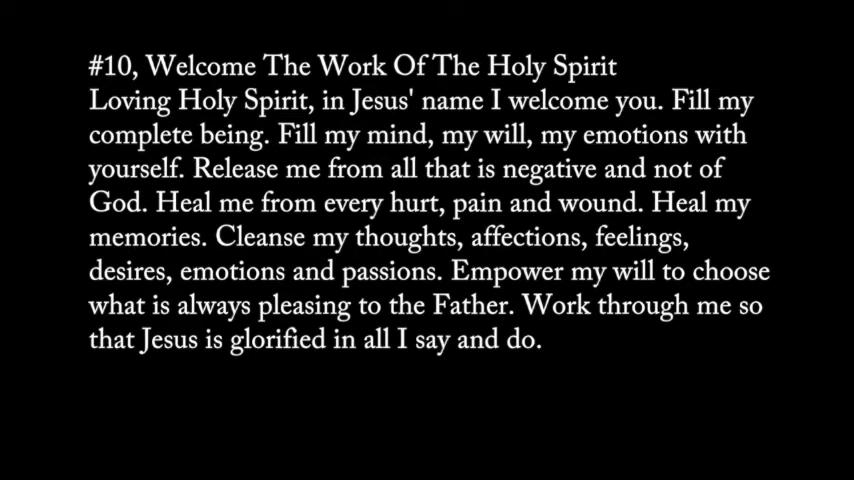 #10, Welcome The Work Of The Holy Spirit
Loving Holy Spirit, in Jesus' name I welcome you. Fill my
complete being. Fill my mind, my will, my emotions with
yourself. Release me from all that is negative and not of
God. Heal me from every hurt, pain and wound. Heal my
memories. Cleanse my thoughts, affections, feelings,
desires, emotions and passions. Empower my will to choose
what is always pleasing to the Father. Work through me so
that Jesus is glorified in all I say and do.